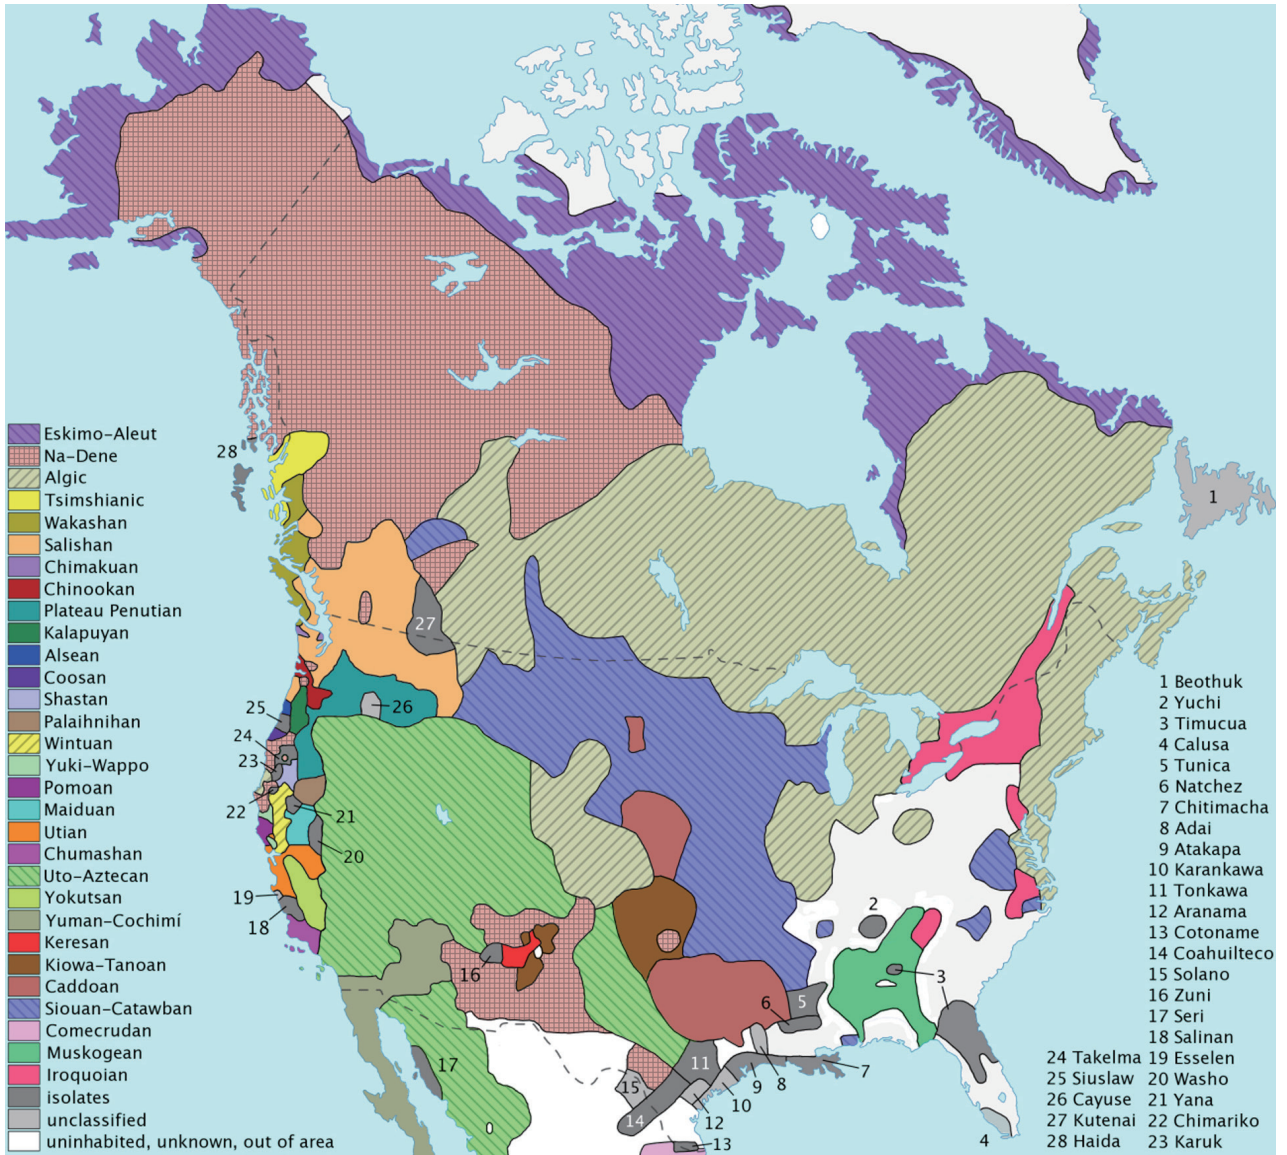 Eskimo-Aleut
Na-Dene
Algic
Tsimshianic
Wakashan
Salishan
Chimakuan
Chinookan
Plateau Penutian
Kalapuyan
Alsean
Coosan
Shastan
Palaihnihan
Wintuan
Yuki-Wappo
Pomoan
Maiduan
Utian
Chumashan
Uto-Aztecan
Yokutsan
Yuman-Cochimí
Keresan
Kiowa-Tanoan
Caddoan
Siouan-Catawban
Comecrudan
Muskogean
Iroquoian
isolates
unclassified
uninhabited, unknown, out of area
28
27
26
25
24
23
22
21
20
19
18
17
16
15
14
13
12
11
10
9
8
7
6
5
4
3
2
1
1 Beothuk
2 Yuchi
3 Timucua
4 Calusa
5 Tunica
6 Natchez
7 Chitimacha
8 Adai
9 Atakapa
10 Karankawa
11 Tonkawa
12 Aranama
13 Cotoname
14 Coahuilteco
15 Solano
16 Zuni
17 Seri
18 Salinan
19 Esselen
20 Washo
21 Yana
22 Chimariko
23 Karuk
24 Takelma
25 Siuslaw
26 Cayuse
27 Kutenai
28 Haida